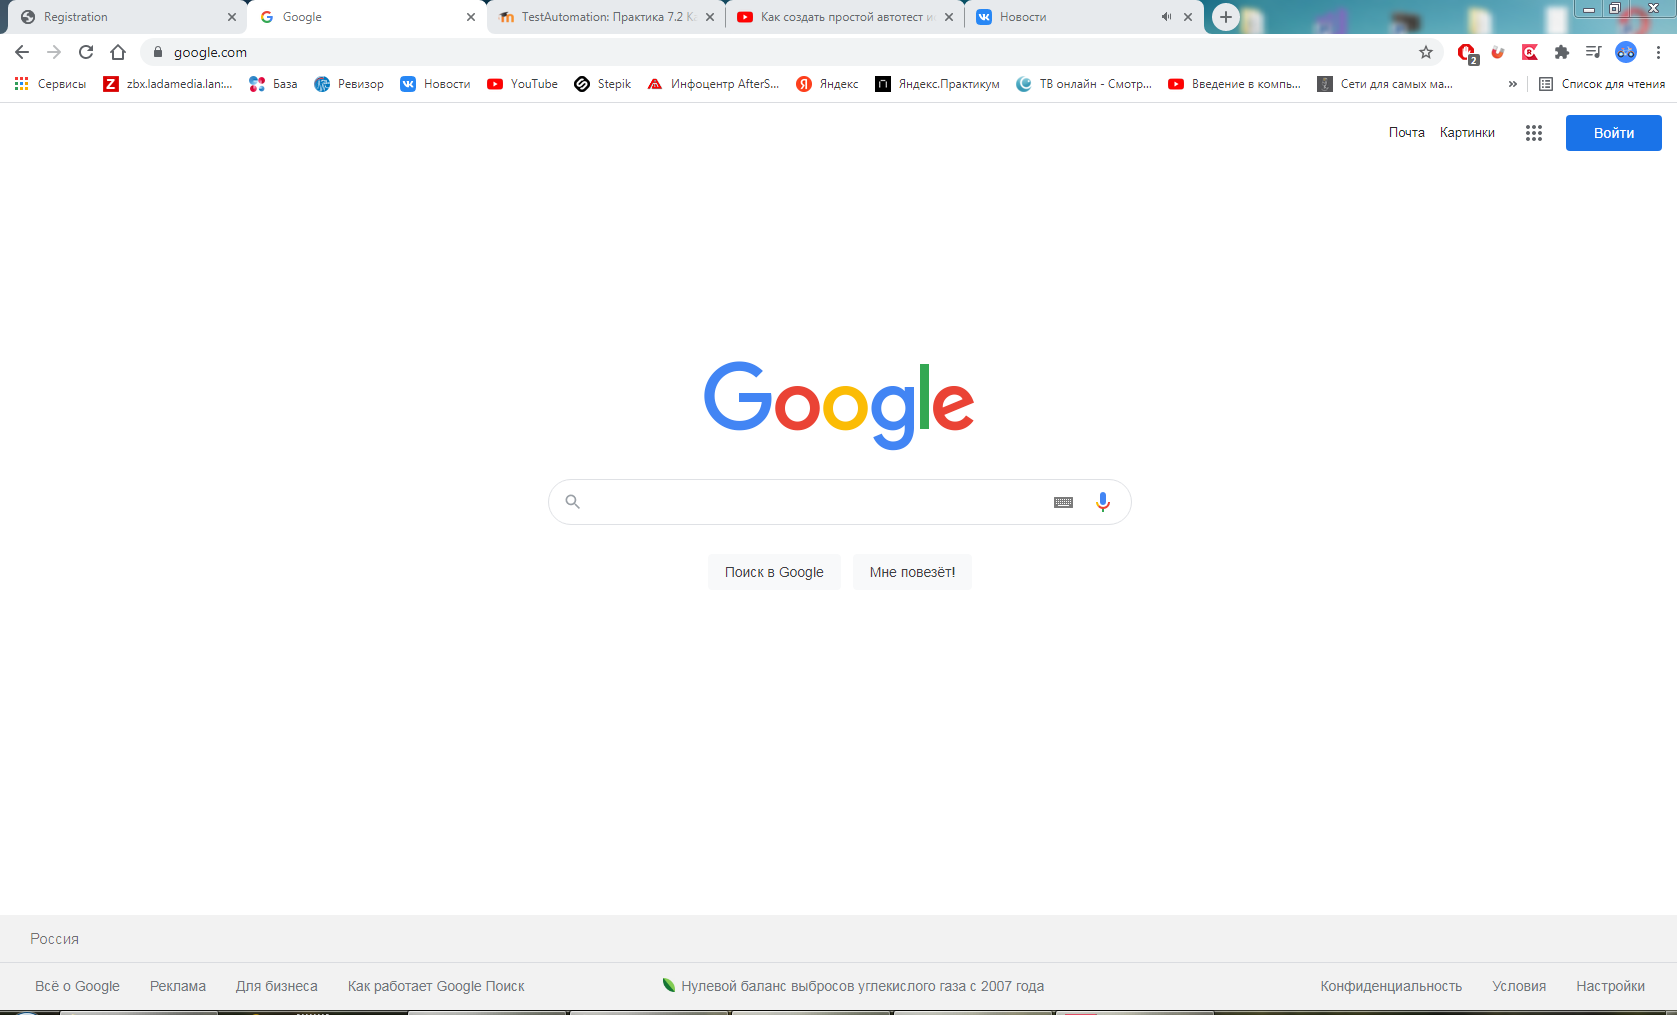 Registration
Google
TestAutomation: Практика 7.2 К
Как создать простой автотест и
Новости
google.com
2
Сервисы
zbx.ladamedia.lan:...
База
Ревизор
Новости
YouTube
Stepik
Инфоцентр AfterS...
Яндекс
Яндекс.Практикум
ТВ онлайн - Смотр...
Введение в компь...
Сети для самых ма...
»
Список для чтения
Почта
Картинки
Войти
Google
Поиск в Google
Мне повезёт!
Россия
Всё о Google
Реклама
Для бизнеса
Как работает Google Поиск
Нулевой баланс выбросов углекислого газа с 2007 года
Конфиденциальность
Условия
Настройки